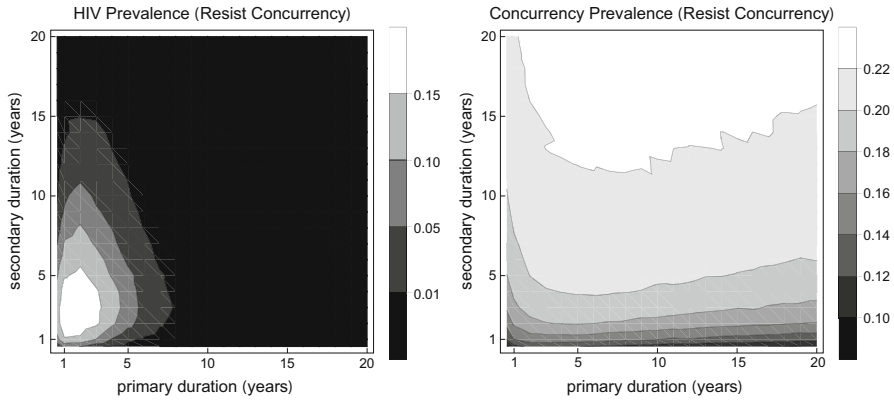 HIV Prevalence (Resist Concurrency)
20
15
10
5
1
secondary duration (years)
1 5 10 15 20
primary duration (years)
0.15
0.10
0.05
0.01
Concurrency Prevalence (Resist Concurrency)
20
15
10
5
1
secondary duration (years)
1 5 10 15 20
primary duration (years)
0.22
0.20
0.18
0.16
0.14
0.12
0.10